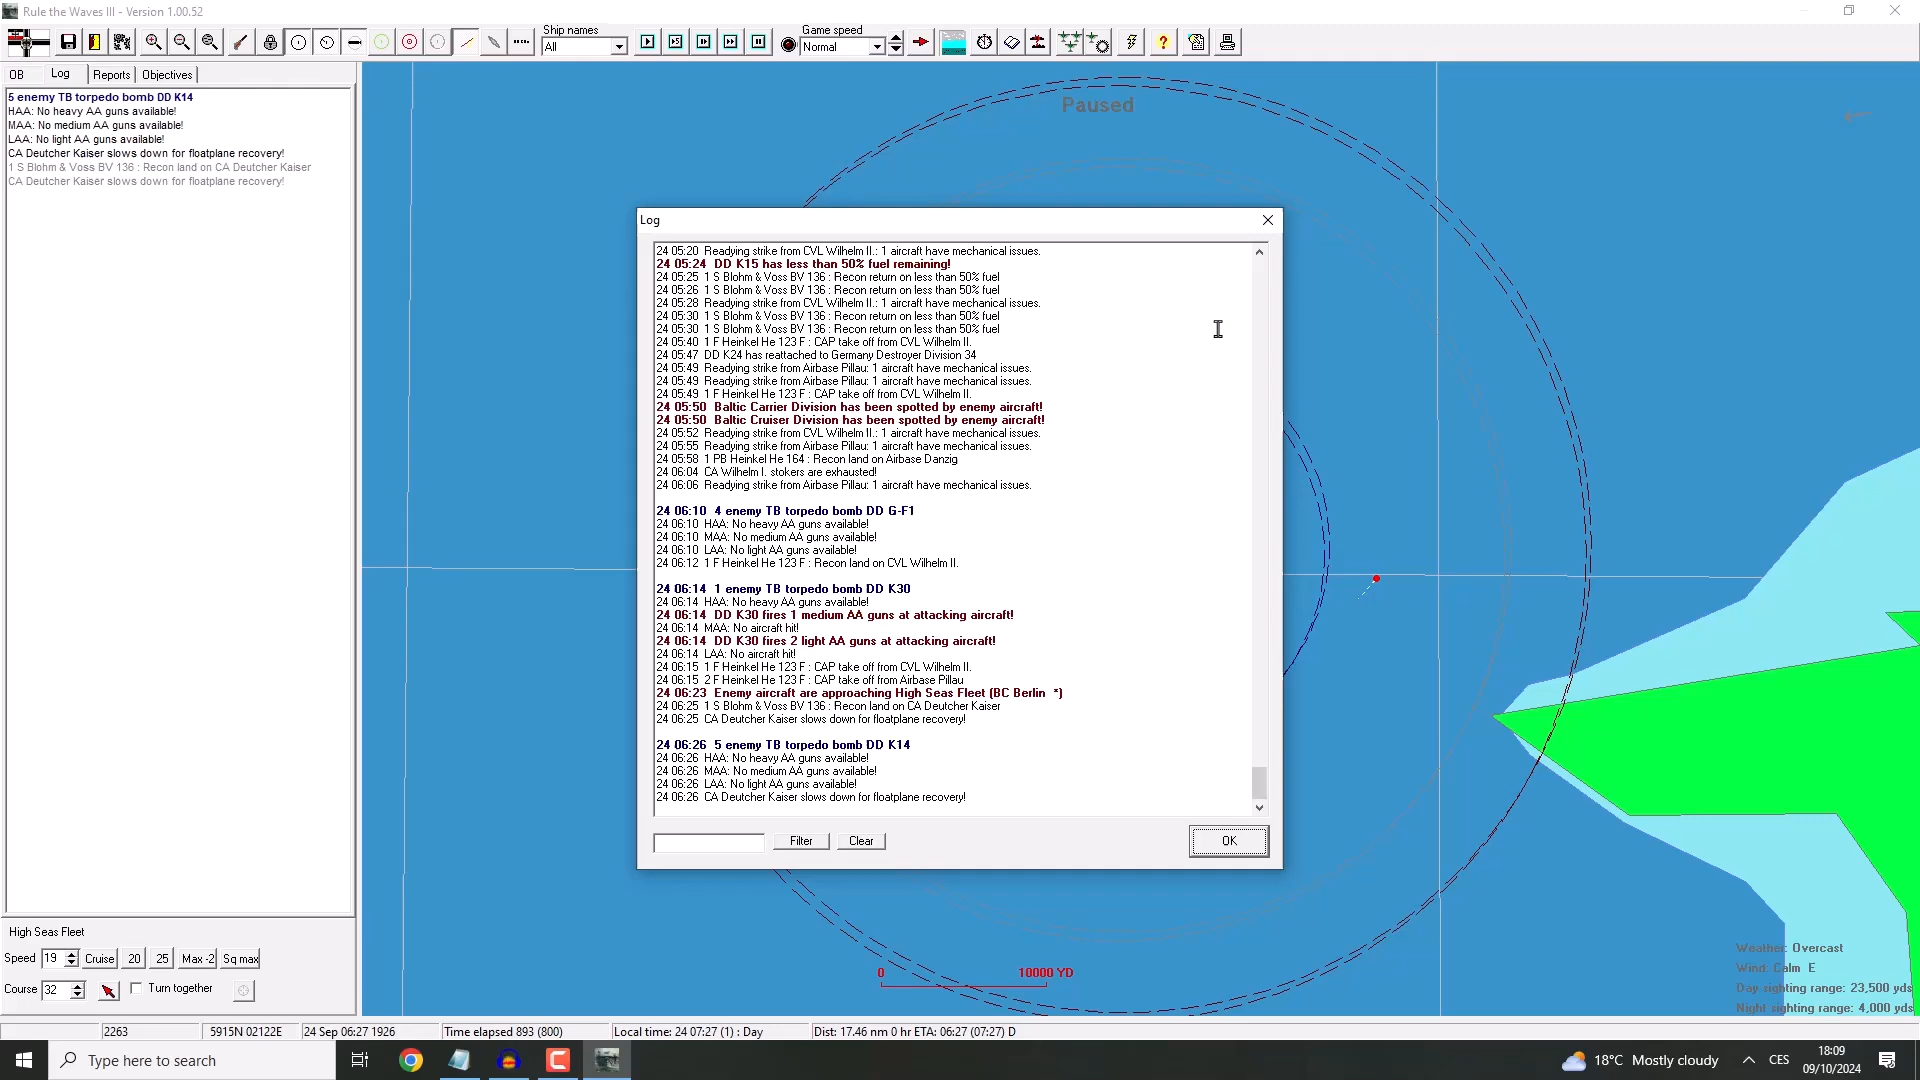 Rule the Waves III - Version 1.00.52
Ship names
All
Game speed
Normal
OB
Log
Reports
Objectives
5 enemy TB torpedo bomb DD K14
HAA: No heavy AA guns available!
MAA: No medium AA guns available!
LAA: No light AA guns available!
CA Deutcher Kaiser slows down for floatplane recovery!
1 S Blohm & Voss BV 136 : Recon land on CA Deutcher Kaiser
CA Deutcher Kaiser slows down for floatplane recovery!
Paused
Log
24 05:20 Readying strike from CVL Wilhelm II.: 1 aircraft have mechanical issues.
24 05:24 DD K15 has less than 50% fuel remaining!
24 05:25 1 S Blohm & Voss BV 136 : Recon return on less than 50% fuel
24 05:26 1 S Blohm & Voss BV 136 : Recon return on less than 50% fuel
24 05:28 Readying strike from CVL Wilhelm II.: 1 aircraft have mechanical issues.
24 05:30 1 S Blohm & Voss BV 136 : Recon return on less than 50% fuel
24 05:30 1 S Blohm & Voss BV 136 : Recon return on less than 50% fuel
24 05:40 1 F Heinkel He 123 F : CAP take off from CVL Wilhelm II.
24 05:47 DD K24 has reattached to Germany Destroyer Division 34
24 05:49 Readying strike from Airbase Pillau: 1 aircraft have mechanical issues.
24 05:49 Readying strike from Airbase Pillau: 1 aircraft have mechanical issues.
24 05:49 1 F Heinkel He 123 F : CAP take off from CVL Wilhelm II.
24 05:50 Baltic Carrier Division has been spotted by enemy aircraft!
24 05:50 Baltic Cruiser Division has been spotted by enemy aircraft!
24 05:52 Readying strike from CVL Wilhelm II.: 1 aircraft have mechanical issues.
24 05:55 Readying strike from Airbase Pillau: 1 aircraft have mechanical issues.
24 05:58 1 PB Heinkel He 164 : Recon land on Airbase Danzig
24 06:04 CA Wilhelm I. stokers are exhausted!
24 06:06 Readying strike from Airbase Pillau: 1 aircraft have mechanical issues.
24 06:10 4 enemy TB torpedo bomb DD G-F1
24 06:10 HAA: No heavy AA guns available!
24 06:10 MAA: No medium AA guns available!
24 06:10 LAA: No light AA guns available!
24 06:12 1 F Heinkel He 123 F : Recon land on CVL Wilhelm II.
24 06:14 1 enemy TB torpedo bomb DD K30
24 06:14 HAA: No heavy AA guns available!
24 06:14 DD K30 fires 1 medium AA guns at attacking aircraft!
24 06:14 MAA: No aircraft hit!
24 06:14 DD K30 fires 2 light AA guns at attacking aircraft!
24 06:14 LAA: No aircraft hit!
24 06:15 1 F Heinkel He 123 F : CAP take off from CVL Wilhelm II.
24 06:15 2 F Heinkel He 123 F : CAP take off from Airbase Pillau
24 06:23 Enemy aircraft are approaching High Seas Fleet (BC Berlin *)
24 06:25 1 S Blohm & Voss BV 136 : Recon land on CA Deutcher Kaiser
24 06:25 CA Deutcher Kaiser slows down for floatplane recovery!
24 06:26 5 enemy TB torpedo bomb DD K14
24 06:26 HAA: No heavy AA guns available!
24 06:26 MAA: No medium AA guns available!
24 06:26 LAA: No light AA guns available!
24 06:26 CA Deutcher Kaiser slows down for floatplane recovery!
Filter
Clear
OK
High Seas Fleet
Speed 19 Cruise 20 25 Max -2 Sq max
Course 32 Turn together
0 10000 YD
Weather: Overcast
Wind: Calm E
Day sighting range: 23,500 yds
Night sighting range: 4,000 yds
2263
5915N 02122E
24 Sep 06:27 1926
Time elapsed 893 (800)
Local time: 24 07:27 (1) : Day
Dist: 17.46 nm 0 hr ETA: 06:27 (07:27) D
Type here to search
18°C Mostly cloudy
CES
18:09
09/10/2024